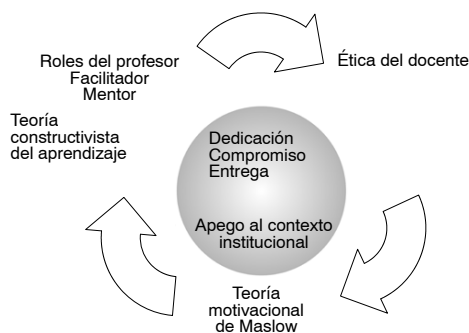 Roles del profesor
Facilitador
Mentor
Ética del docente
Teoría
constructivista
del aprendizaje
Dedicación
Compromiso
Entrega
Apego al contexto
institucional
Teoría
motivacional
de Maslow